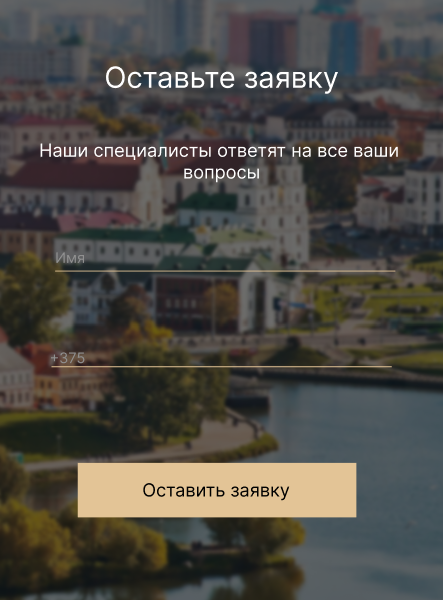 Оставьте заявку
Наши специалисты ответят на все ваши
вопросы
Имя
+375
Оставить заявку